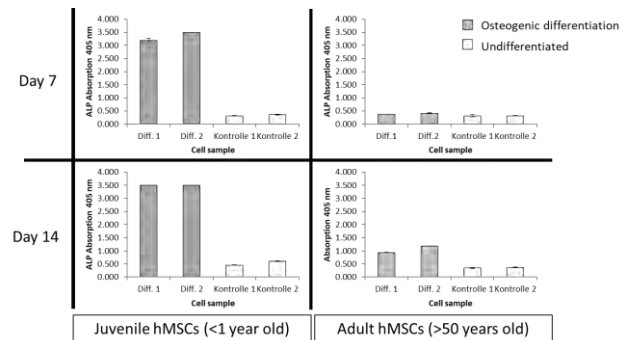 Osteogenic differentiation
Undifferentiated
Day 7
ALP Absorption 405 nm
4.000
3.500
3.000
2.500
2.000
1.500
1.000
0.500
0.000
Diff. 1 Diff. 2 Kontrolle 1 Kontrolle 2
Cell sample
ALP Absorption 405 nm
4.000
3.500
3.000
2.500
2.000
1.500
1.000
0.500
0.000
Diff. 1 Diff. 2 Kontrolle 1 Kontrolle 2
Cell sample
Day 14
ALP Absorption 405 nm
4.000
3.500
3.000
2.500
2.000
1.500
1.000
0.500
0.000
Diff. 1 Diff. 2 Kontrolle 1 Kontrolle 2
Cell sample
Absorption 405 nm
4.000
3.500
3.000
2.500
2.000
1.500
1.000
0.500
0.000
Diff. 1 Diff. 2 Kontrolle 1 Kontrolle 2
Cell sample
Juvenile hMSCs (<1 year old)
Adult hMSCs (>50 years old)